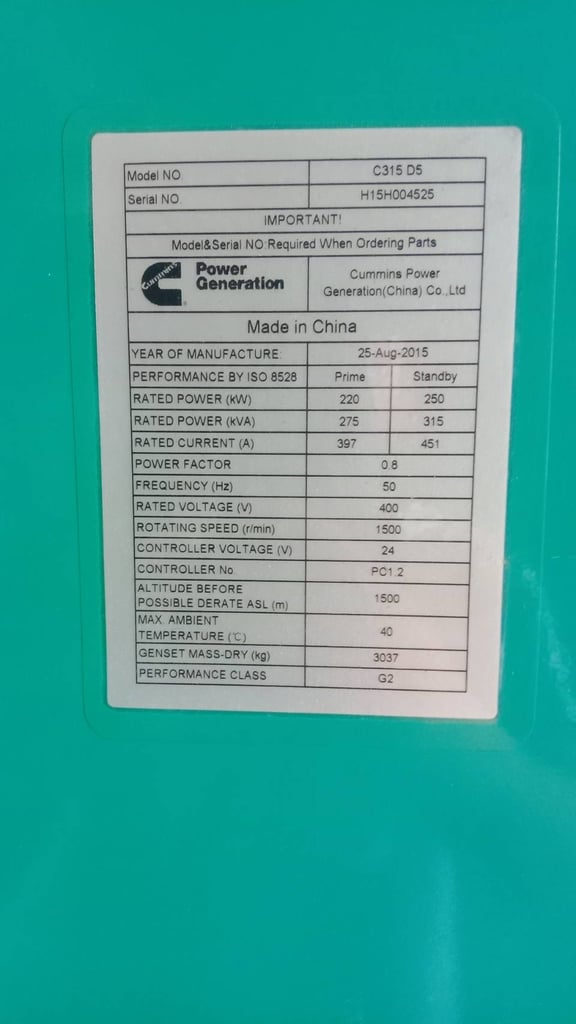 Model NO. C315 D5
Serial NO. H15H004525
IMPORTANT!
Model&Serial NO.Required When Ordering Parts
Cummins Power Generation Cummins Power Generation(China) Co.,Ltd
Made in China
YEAR OF MANUFACTURE: 25-Aug-2015
PERFORMANCE BY ISO 8528 Prime Standby
RATED POWER (kW) 220 250
RATED POWER (kVA) 275 315
RATED CURRENT (A) 397 451
POWER FACTOR 0.8
FREQUENCY (Hz) 50
RATED VOLTAGE (V) 400
ROTATING SPEED (r/min) 1500
CONTROLLER VOLTAGE (V) 24
CONTROLLER No. PC1.2
ALTITUDE BEFORE
POSSIBLE DERATE ASL (m) 1500
MAX. AMBIENT
TEMPERATURE (℃) 40
GENSET MASS-DRY (kg) 3037
PERFORMANCE CLASS G2